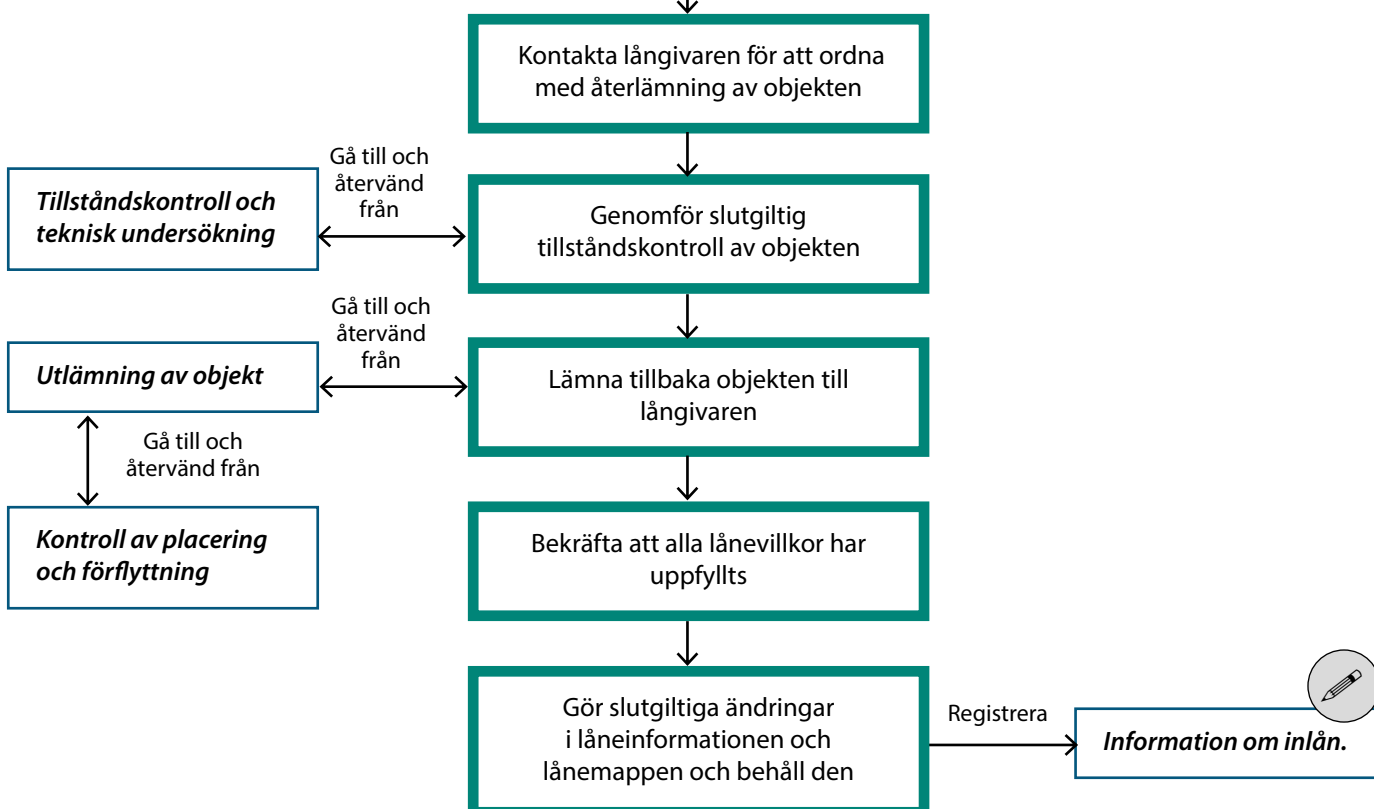 Kontakta långivaren för att ordna
med återlämning av objekten
Gå till och
återvänd
från
Tillståndskontroll och
teknisk undersökning
Genomför slutgiltig
tillståndskontroll av objekten
Gå till och
återvänd
från
Utlämning av objekt
Lämna tillbaka objekten till
långivaren
Gå till och
återvänd från
Kontroll av placering
och förflyttning
Bekräfta att alla lånevillkor har
uppfyllts
Gör slutgiltiga ändringar
i låneinformationen och
lånemappen och behåll den
Registrera
Information om inlån.